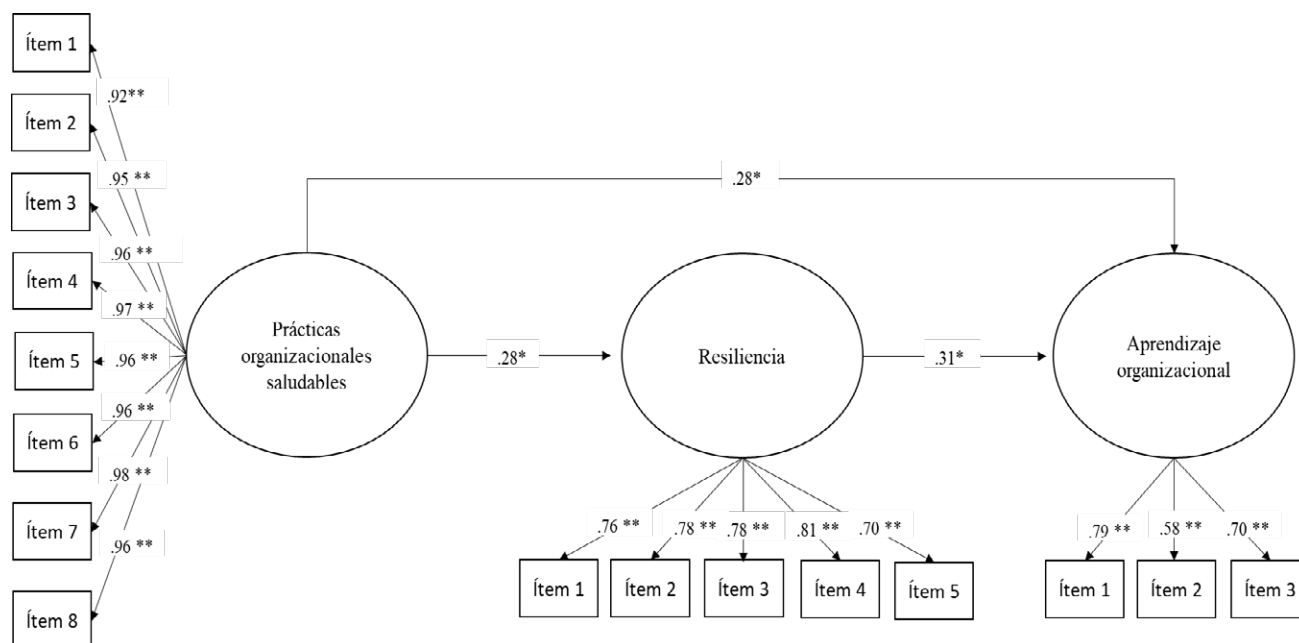 Ítem 1
.92**
Ítem 2
.95 **
Ítem 3
.96 **
Ítem 4
.97 **
Ítem 5
.96 **
Ítem 6
.96 **
Ítem 7
.98 **
Ítem 8
.96 **
Prácticas
organizacionales
saludables
.28*
.28*
Resiliencia
.31*
Aprendizaje
organizacional
.76 **
.78 **
.78 **
.81 **
.70 **
Ítem 1
Ítem 2
Ítem 3
Ítem 4
Ítem 5
.79 **
.58 **
.70 **
Ítem 1
Ítem 2
Ítem 3